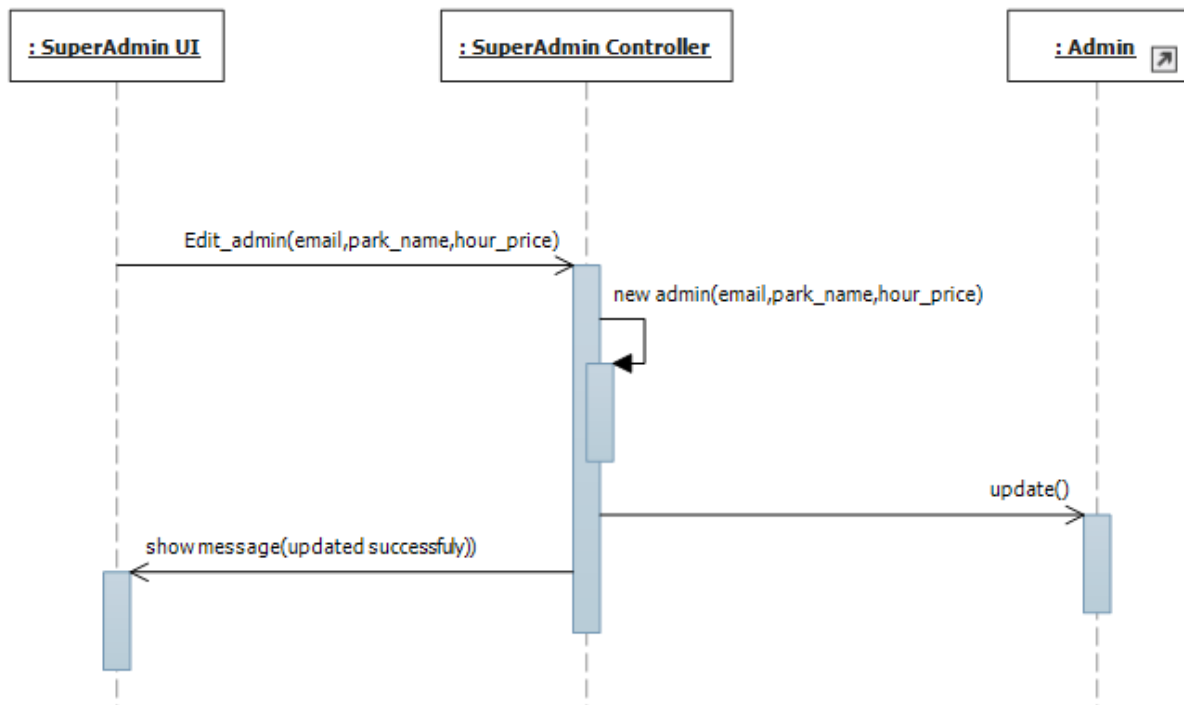 : SuperAdmin UI
: SuperAdmin Controller
: Admin
Edit_admin(email,park_name,hour_price)
new admin(email,park_name,hour_price)
update()
show message(updated successfuly))